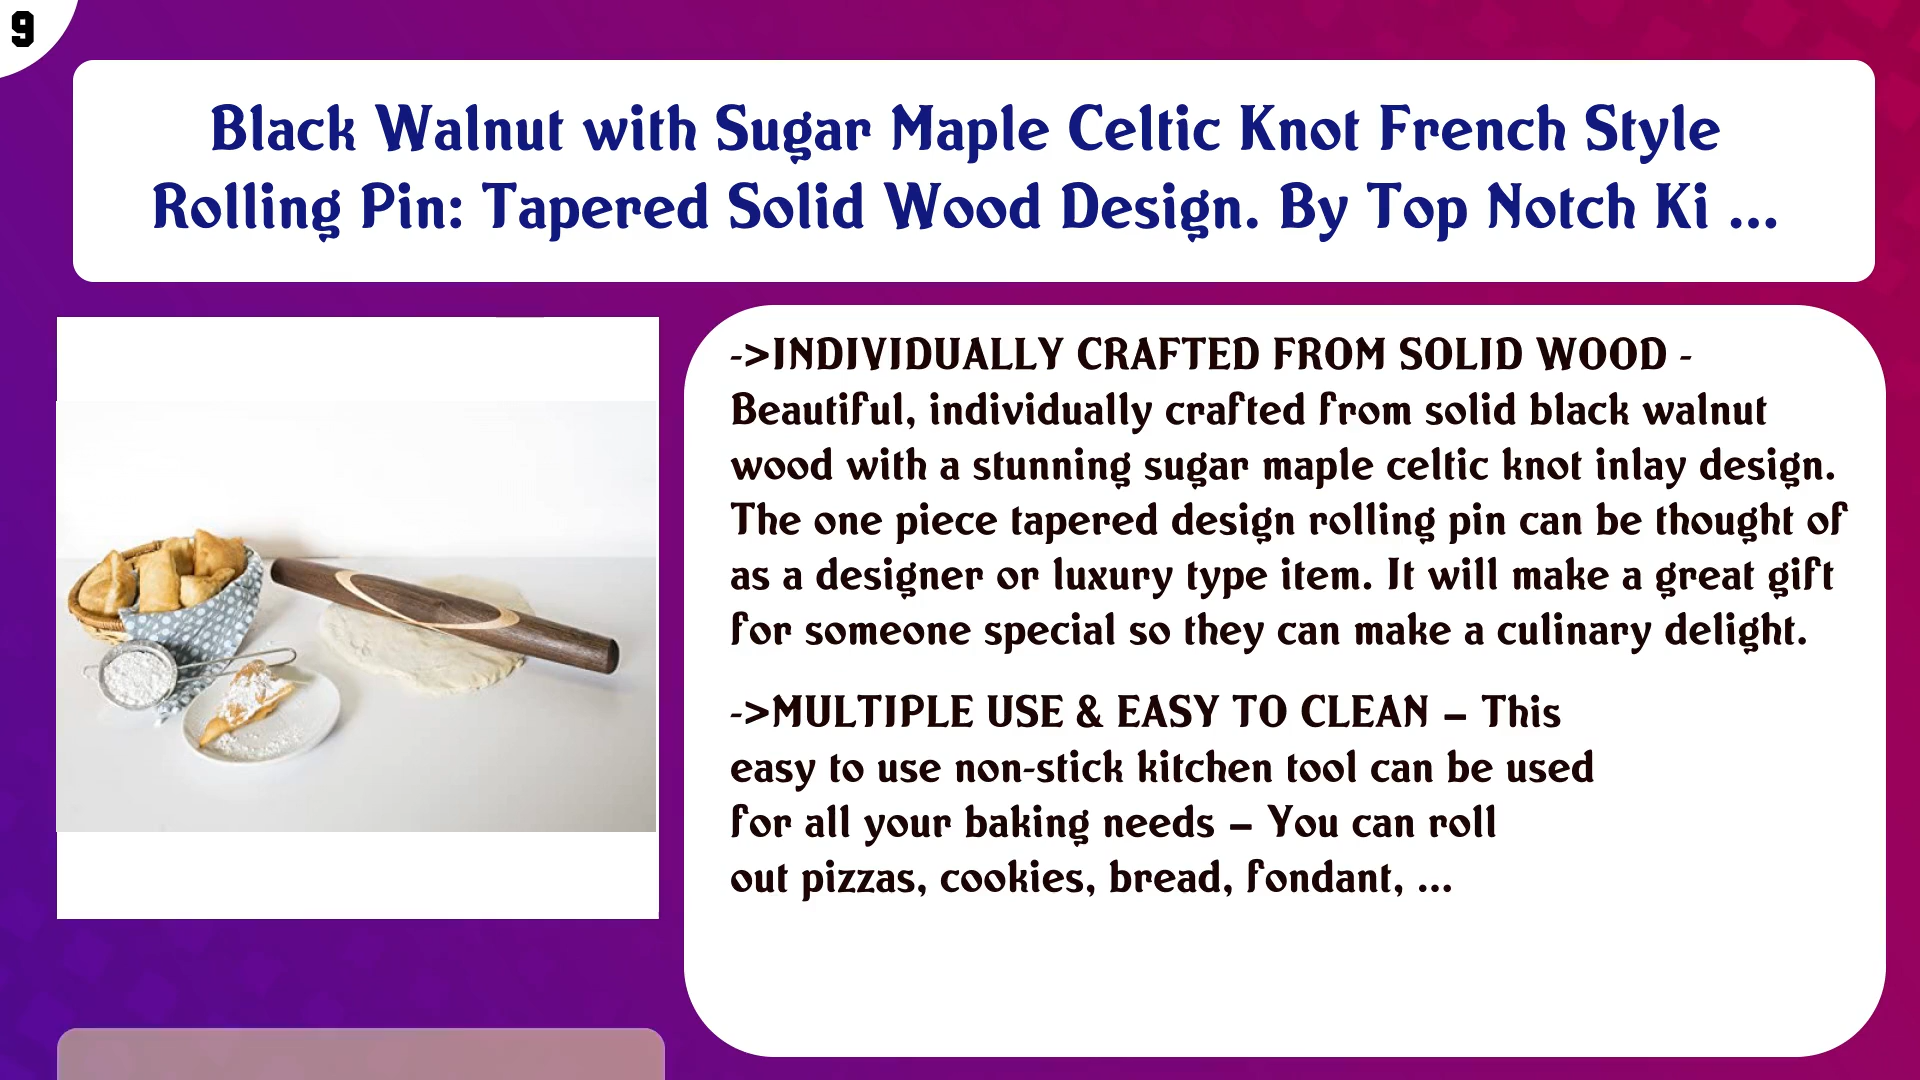 9
Black Walnut with Sugar Maple Celtic Knot French Style
Rolling Pin: Tapered Solid Wood Design. By Top Notch Ki ...
->INDIVIDUALLY CRAFTED FROM SOLID WOOD -
Beautiful, individually crafted from solid black walnut
wood with a stunning sugar maple celtic knot inlay design.
The one piece tapered design rolling pin can be thought of
as a designer or luxury type item. It will make a great gift
for someone special so they can make a culinary delight.
->MULTIPLE USE & EASY TO CLEAN – This
easy to use non-stick kitchen tool can be used
for all your baking needs – You can roll
out pizzas, cookies, bread, fondant, ...